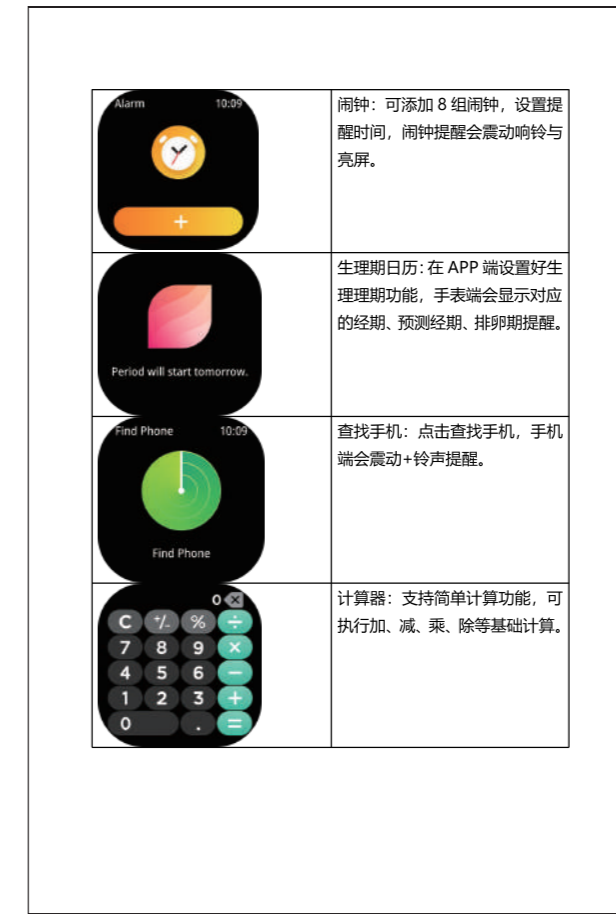 Alarm 10:09
+
闹钟：可添加 8 组闹钟，设置提
醒时间，闹钟提醒会震动响铃与
亮屏。
Period will start tomorrow.
生理期日历：在 APP 端设置好生
理理期功能，手表端会显示对应
的经期、预测经期、排卵期提醒。
Find Phone 10:09
Find Phone
查找手机：点击查找手机，手机
端会震动+铃声提醒。
0
C +/- % ÷
7 8 9 ×
4 5 6 −
1 2 3 +
0 . =
计算器：支持简单计算功能，可
执行加、减、乘、除等基础计算。